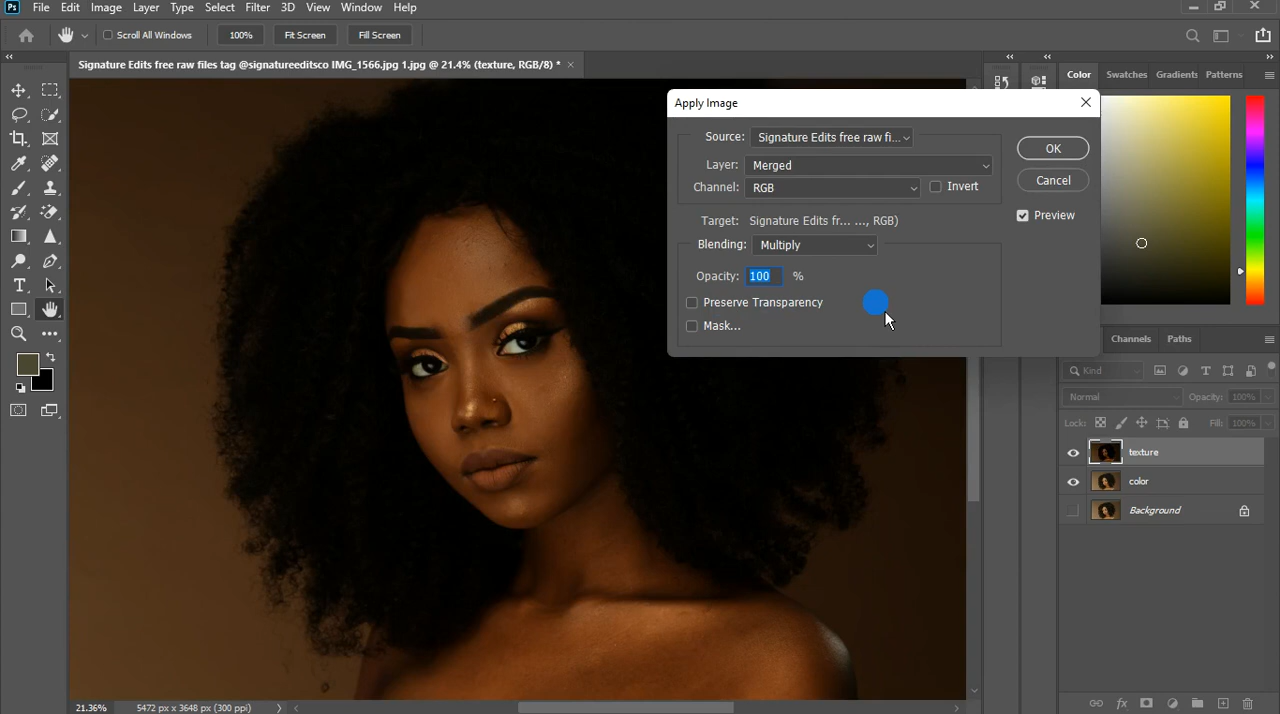 Ps File Edit Image Layer Type Select Filter 3D View Window Help
Scroll All Windows 100% Fit Screen Fill Screen
Signature Edits free raw files tag @signatureeditsco IMG_1566.jpg 1.jpg @ 21.4% (texture, RGB/8) * ×
Color Swatches Gradients Patterns
Apply Image
Source: Signature Edits free raw fi...
OK
Layer: Merged
Cancel
Channel: RGB Invert
Preview
Target: Signature Edits fr... ..., RGB)
Blending: Multiply
Opacity: 100 %
Preserve Transparency
Mask...
Channels Paths
Kind
Normal Opacity: 100%
Lock: Fill: 100%
texture
color
Background
21.36% 5472 px x 3648 px (300 ppi)